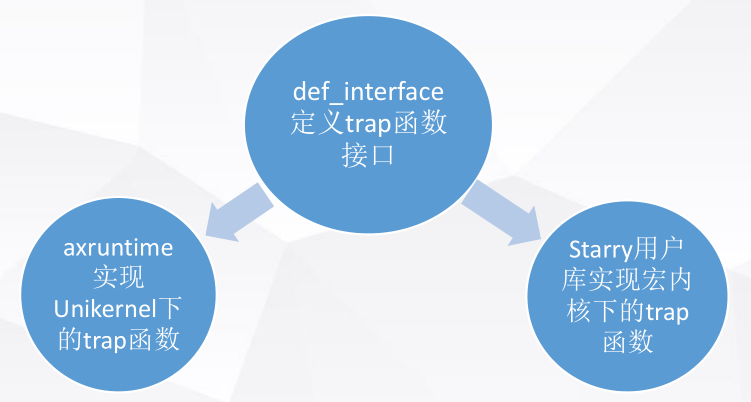 def_interface
定义trap函数
接口
axruntime
实现
Unikernel下
的trap函数
Starry用户
库实现宏内
核下的trap
函数